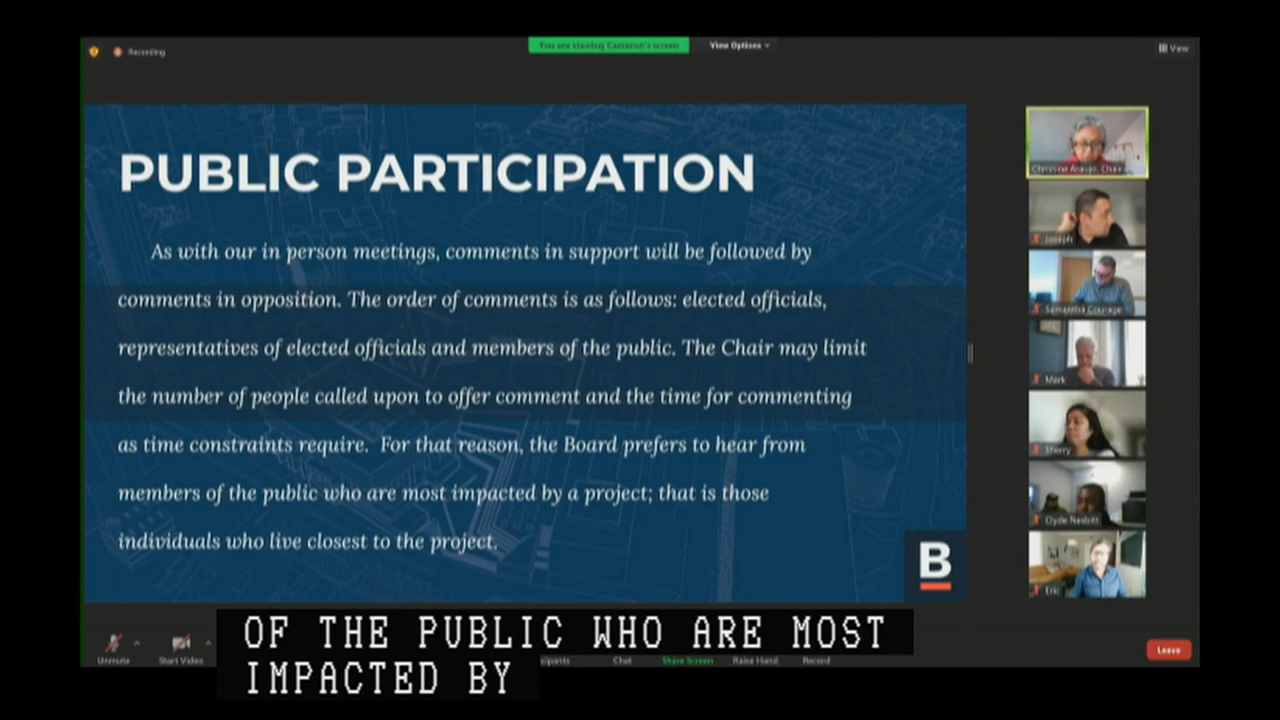 Recording
You are viewing Cameron's screen
View Options
View
PUBLIC PARTICIPATION
As with our in person meetings, comments in support will be followed by
comments in opposition. The order of comments is as follows: elected officials,
representatives of elected officials and members of the public. The Chair may limit
the number of people called upon to offer comment and the time for commenting
as time constraints require. For that reason, the Board prefers to hear from
members of the public who are most impacted by a project; that is those
individuals who live closest to the project.
B
Christine Araujo, Chair
Joseph
Samantha Courage
Mark
Sherry
Clyde Nesbitt
Eric
OF THE PUBLIC WHO ARE MOST
IMPACTED BY
Unmute
Start Video
Chat
Share Screen
Raise Hand
Record
Leave